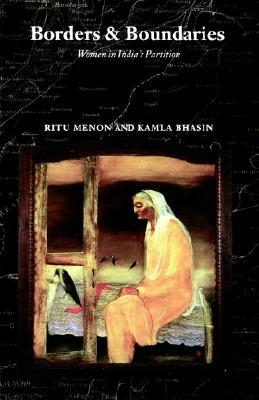 Borders & Boundaries
Women in India's Partition
RITU MENON AND KAMLA BHASIN